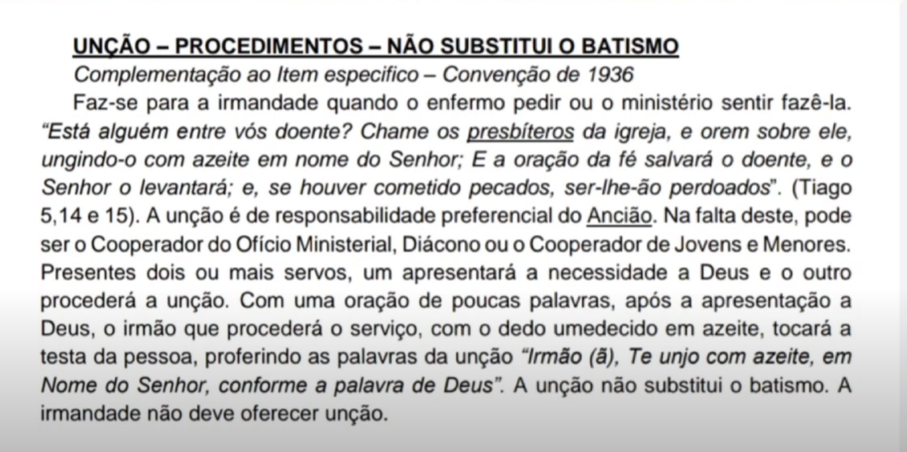 UNÇÃO – PROCEDIMENTOS – NÃO SUBSTITUI O BATISMO
Complementação ao Item especifico – Convenção de 1936
Faz-se para a irmandade quando o enfermo pedir ou o ministério sentir fazê-la.
“Está alguém entre vós doente? Chame os presbíteros da igreja, e orem sobre ele,
ungindo-o com azeite em nome do Senhor; E a oração da fé salvará o doente, e o
Senhor o levantará; e, se houver cometido pecados, ser-lhe-ão perdoados”. (Tiago
5,14 e 15). A unção é de responsabilidade preferencial do Ancião. Na falta deste, pode
ser o Cooperador do Ofício Ministerial, Diácono ou o Cooperador de Jovens e Menores.
Presentes dois ou mais servos, um apresentará a necessidade a Deus e o outro
procederá a unção. Com uma oração de poucas palavras, após a apresentação a
Deus, o irmão que procederá o serviço, com o dedo umedecido em azeite, tocará a
testa da pessoa, proferindo as palavras da unção “Irmão (ã), Te unjo com azeite, em
Nome do Senhor, conforme a palavra de Deus”. A unção não substitui o batismo. A
irmandade não deve oferecer unção.